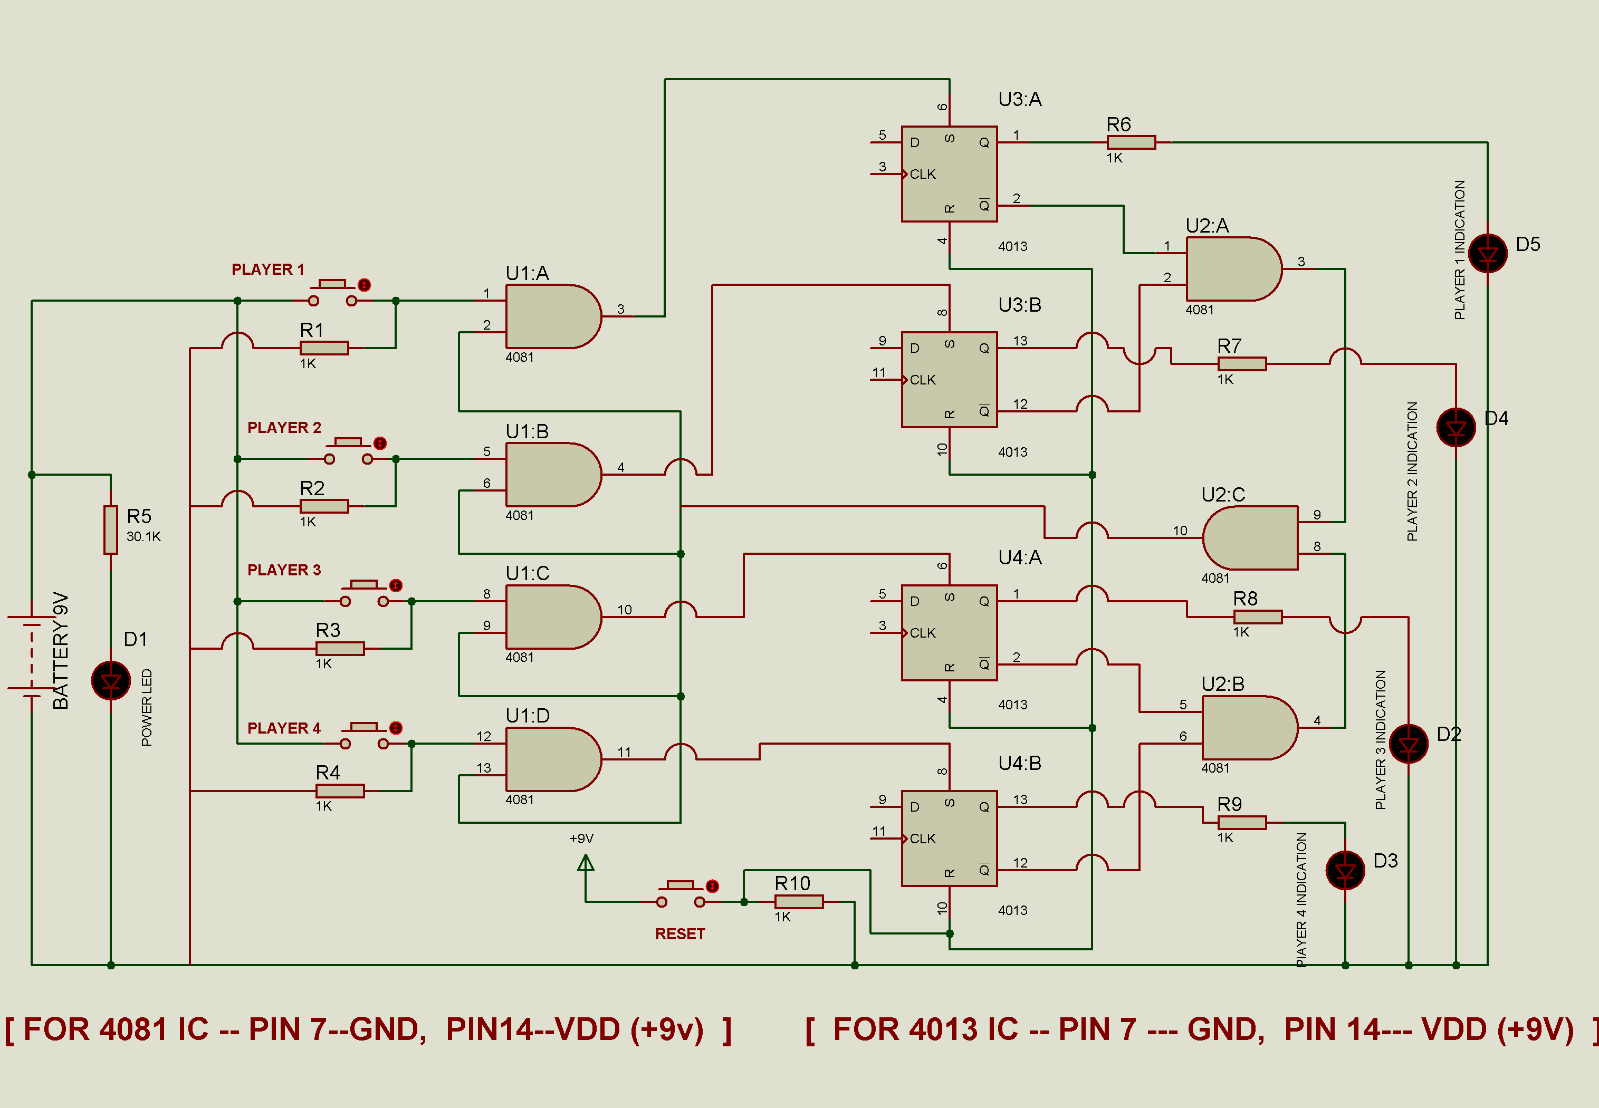 U3:A
6
5
D
S
Q
1
R6
1K
3
CLK
R
Q
2
4
4013
PLAYER 1 INDICATION
D5
U2:A
1
2
3
4081
PLAYER 1
U1:A
1
2
3
4081
R1
1K
U3:B
8
9
D
S
Q
13
11
CLK
R
Q
12
10
4013
R7
1K
D4
PLAYER 2 INDICATION
PLAYER 2
U1:B
5
6
4
4081
R2
1K
R5
30.1K
U2:C
10
9
8
4081
BATTERY 9V
D1
POWER LED
PLAYER 3
U1:C
8
9
10
4081
R3
1K
U4:A
6
5
D
S
Q
1
3
CLK
R
Q
2
4
4013
R8
1K
U2:B
5
6
4
4081
D2
PLAYER 3 INDICATION
PLAYER 4
U1:D
12
13
11
4081
R4
1K
U4:B
8
9
D
S
Q
13
11
CLK
R
Q
12
10
4013
R9
1K
D3
PIAYER 4 INDICATION
+9V
R10
1K
RESET
[ FOR 4081 IC -- PIN 7--GND, PIN14--VDD (+9v) ]
[ FOR 4013 IC -- PIN 7 --- GND, PIN 14--- VDD (+9V) ]